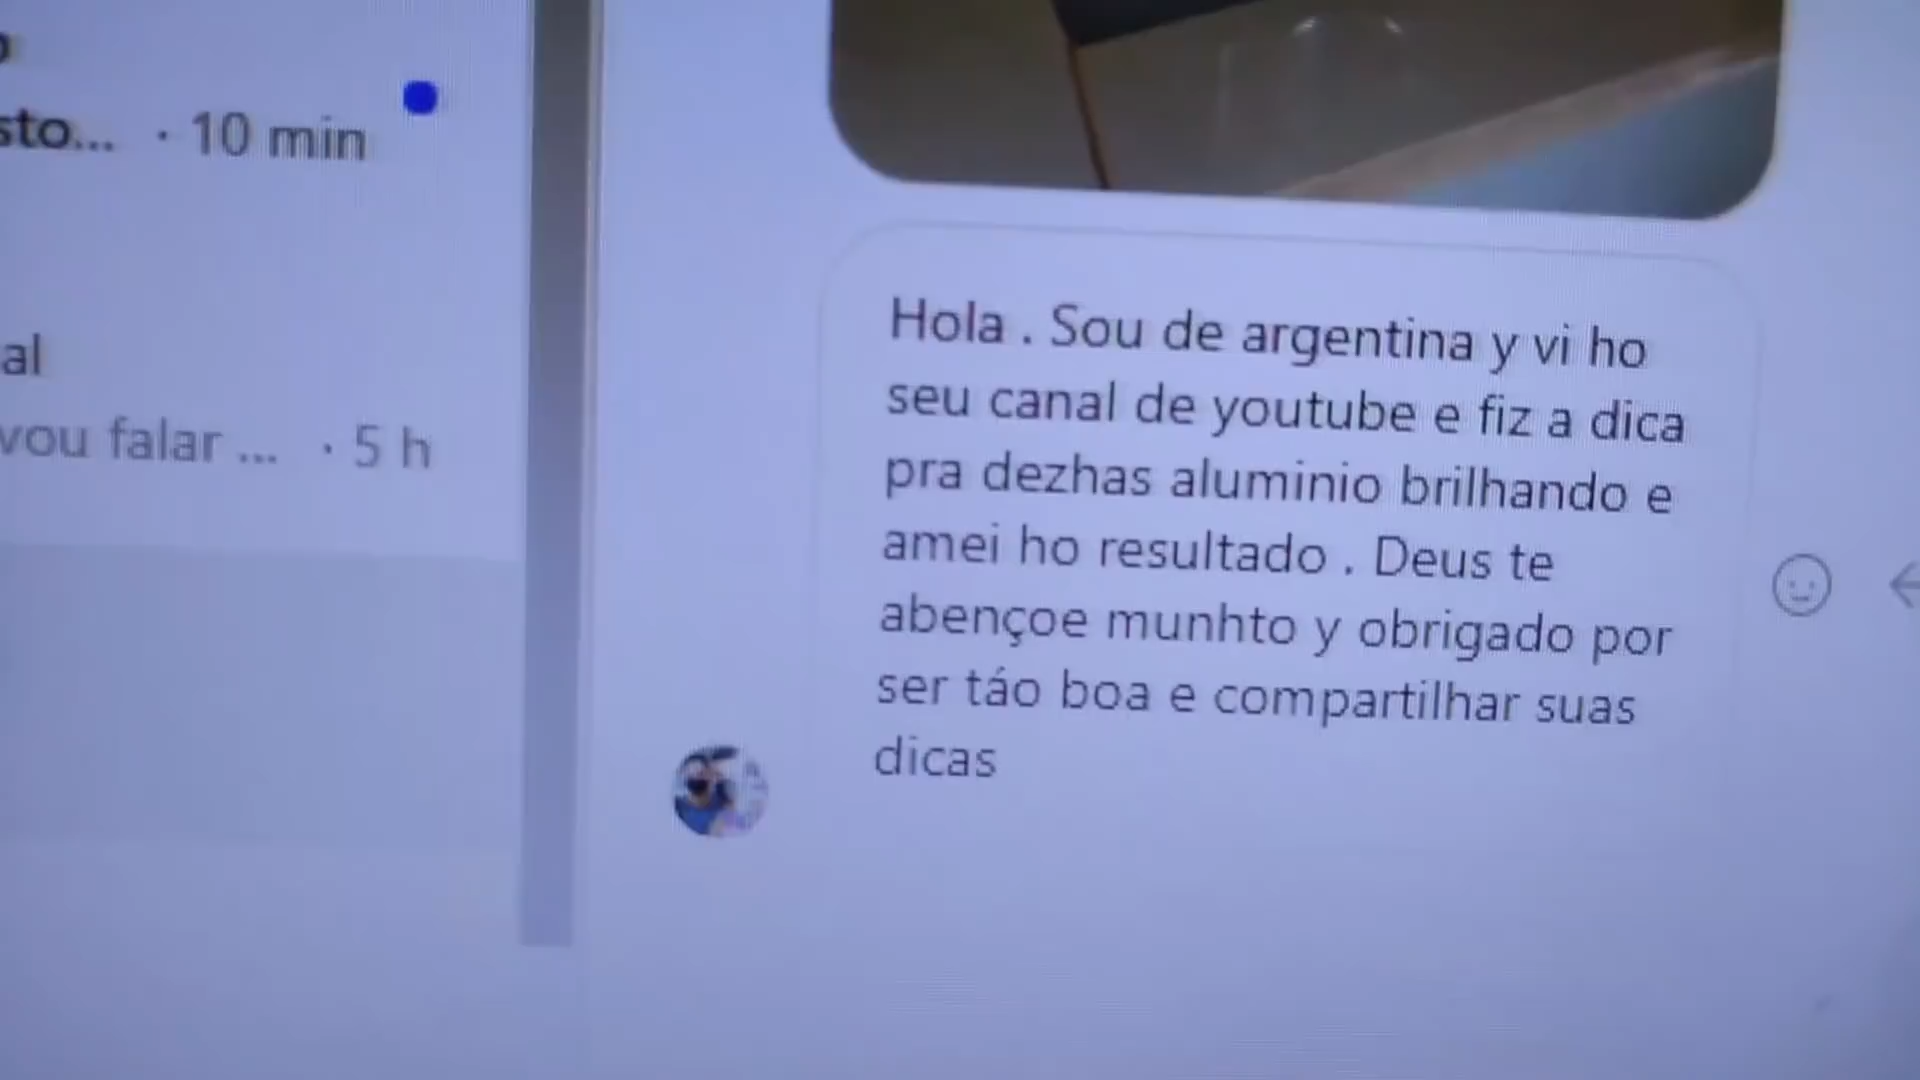 sto... · 10 min
al
vou falar ... · 5 h
Hola . Sou de argentina y vi ho
seu canal de youtube e fiz a dica
pra dezhas aluminio brilhando e
amei ho resultado . Deus te
abençoe munhto y obrigado por
ser táo boa e compartilhar suas
dicas